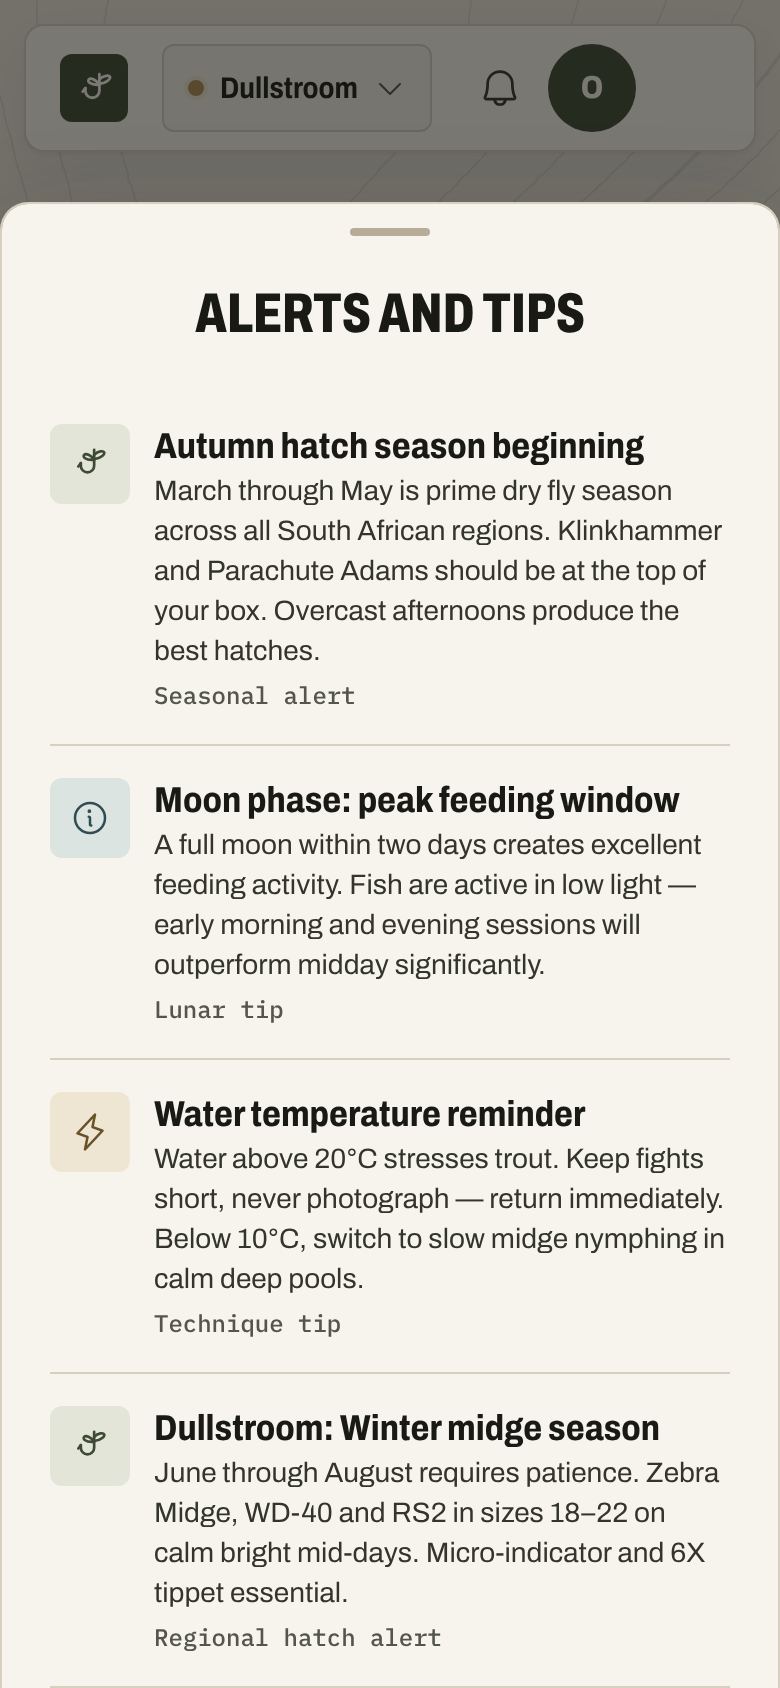 Dullstroom
O
ALERTS AND TIPS
Autumn hatch season beginning
March through May is prime dry fly season
across all South African regions. Klinkhammer
and Parachute Adams should be at the top of
your box. Overcast afternoons produce the
best hatches.
Seasonal alert
Moon phase: peak feeding window
A full moon within two days creates excellent
feeding activity. Fish are active in low light —
early morning and evening sessions will
outperform midday significantly.
Lunar tip
Water temperature reminder
Water above 20°C stresses trout. Keep fights
short, never photograph — return immediately.
Below 10°C, switch to slow midge nymphing in
calm deep pools.
Technique tip
Dullstroom: Winter midge season
June through August requires patience. Zebra
Midge, WD-40 and RS2 in sizes 18–22 on
calm bright mid-days. Micro-indicator and 6X
tippet essential.
Regional hatch alert